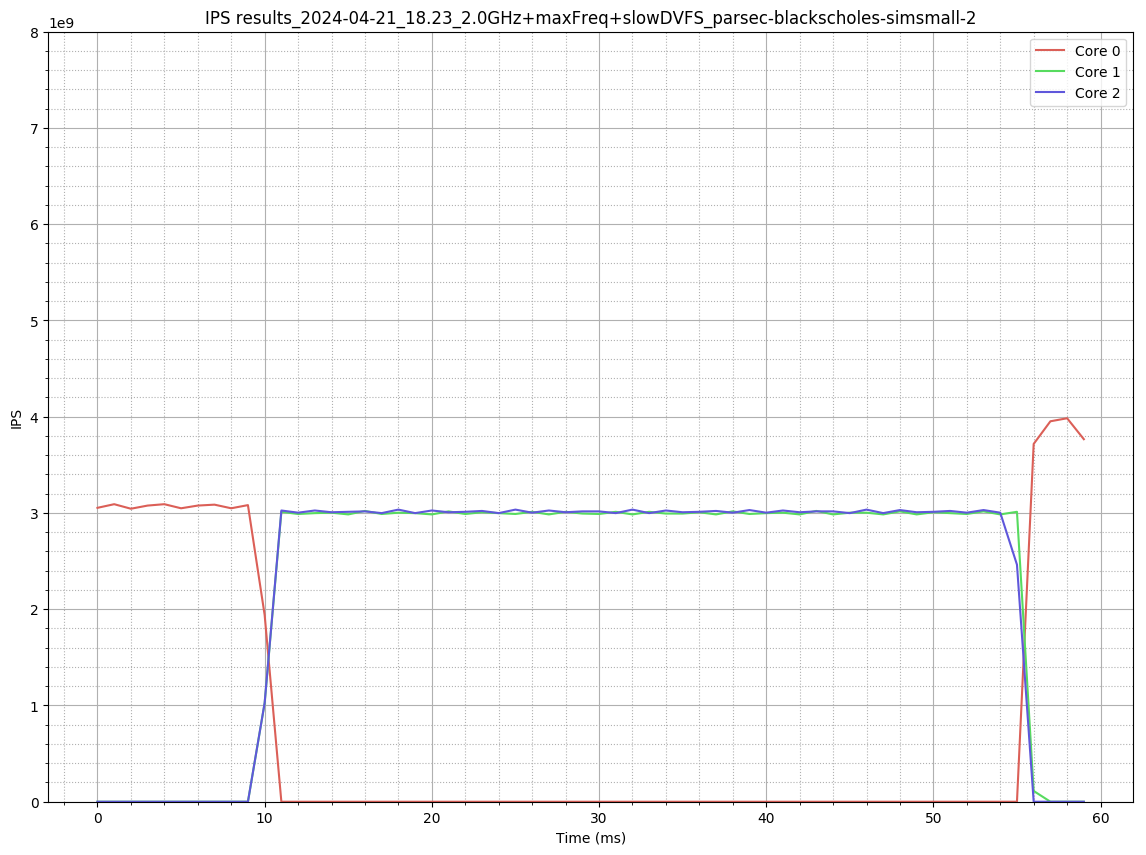 IPS results_2024-04-21_18.23_2.0GHz+maxFreq+slowDVFS_parsec-blackscholes-simsmall-2
1e9
8
7
6
5
4
3
2
1
0
IPS
Core 0
Core 1
Core 2
0 10 20 30 40 50 60
Time (ms)